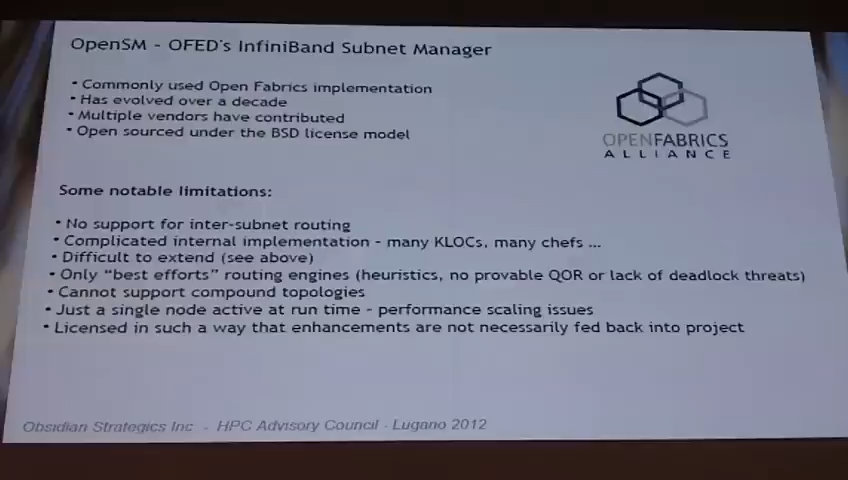 OpenSM - OFED's InfiniBand Subnet Manager
• Commonly used Open Fabrics implementation
• Has evolved over a decade
• Multiple vendors have contributed
• Open sourced under the BSD license model
OPENFABRICS
ALLIANCE
Some notable limitations:
• No support for inter-subnet routing
• Complicated internal implementation - many KLOCs, many chefs ...
• Difficult to extend (see above)
• Only "best efforts" routing engines (heuristics, no provable QOR or lack of deadlock threats)
• Cannot support compound topologies
• Just a single node active at run time - performance scaling issues
• Licensed in such a way that enhancements are not necessarily fed back into project
Obsidian Strategics Inc - HPC Advisory Council - Lugano 2012